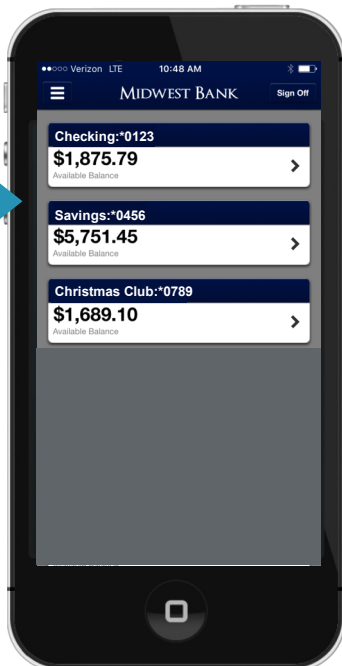 Verizon LTE 10:48 AM
MIDWEST BANK Sign Off
Checking:*0123
$1,875.79
Available Balance
Savings:*0456
$5,751.45
Available Balance
Christmas Club:*0789
$1,689.10
Available Balance